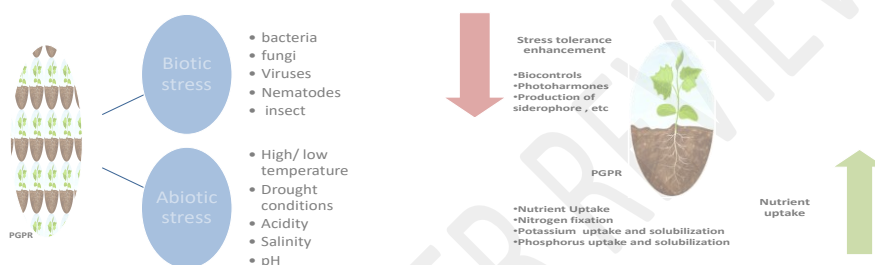 Biotic
stress
• bacteria
• fungi
• Viruses
• Nematodes
• insect
PGPR
Abiotic
stress
• High/ low
temperature
• Drought
conditions
• Acidity
• Salinity
• pH
Stress tolerance
enhancement
•Biocontrols
•Photoharmones
•Production of
siderophore , etc
PGPR
•Nutrient Uptake
•Nitrogen fixation
•Potassium uptake and solubilization
•Phosphorus uptake and solubilization
Nutrient
uptake